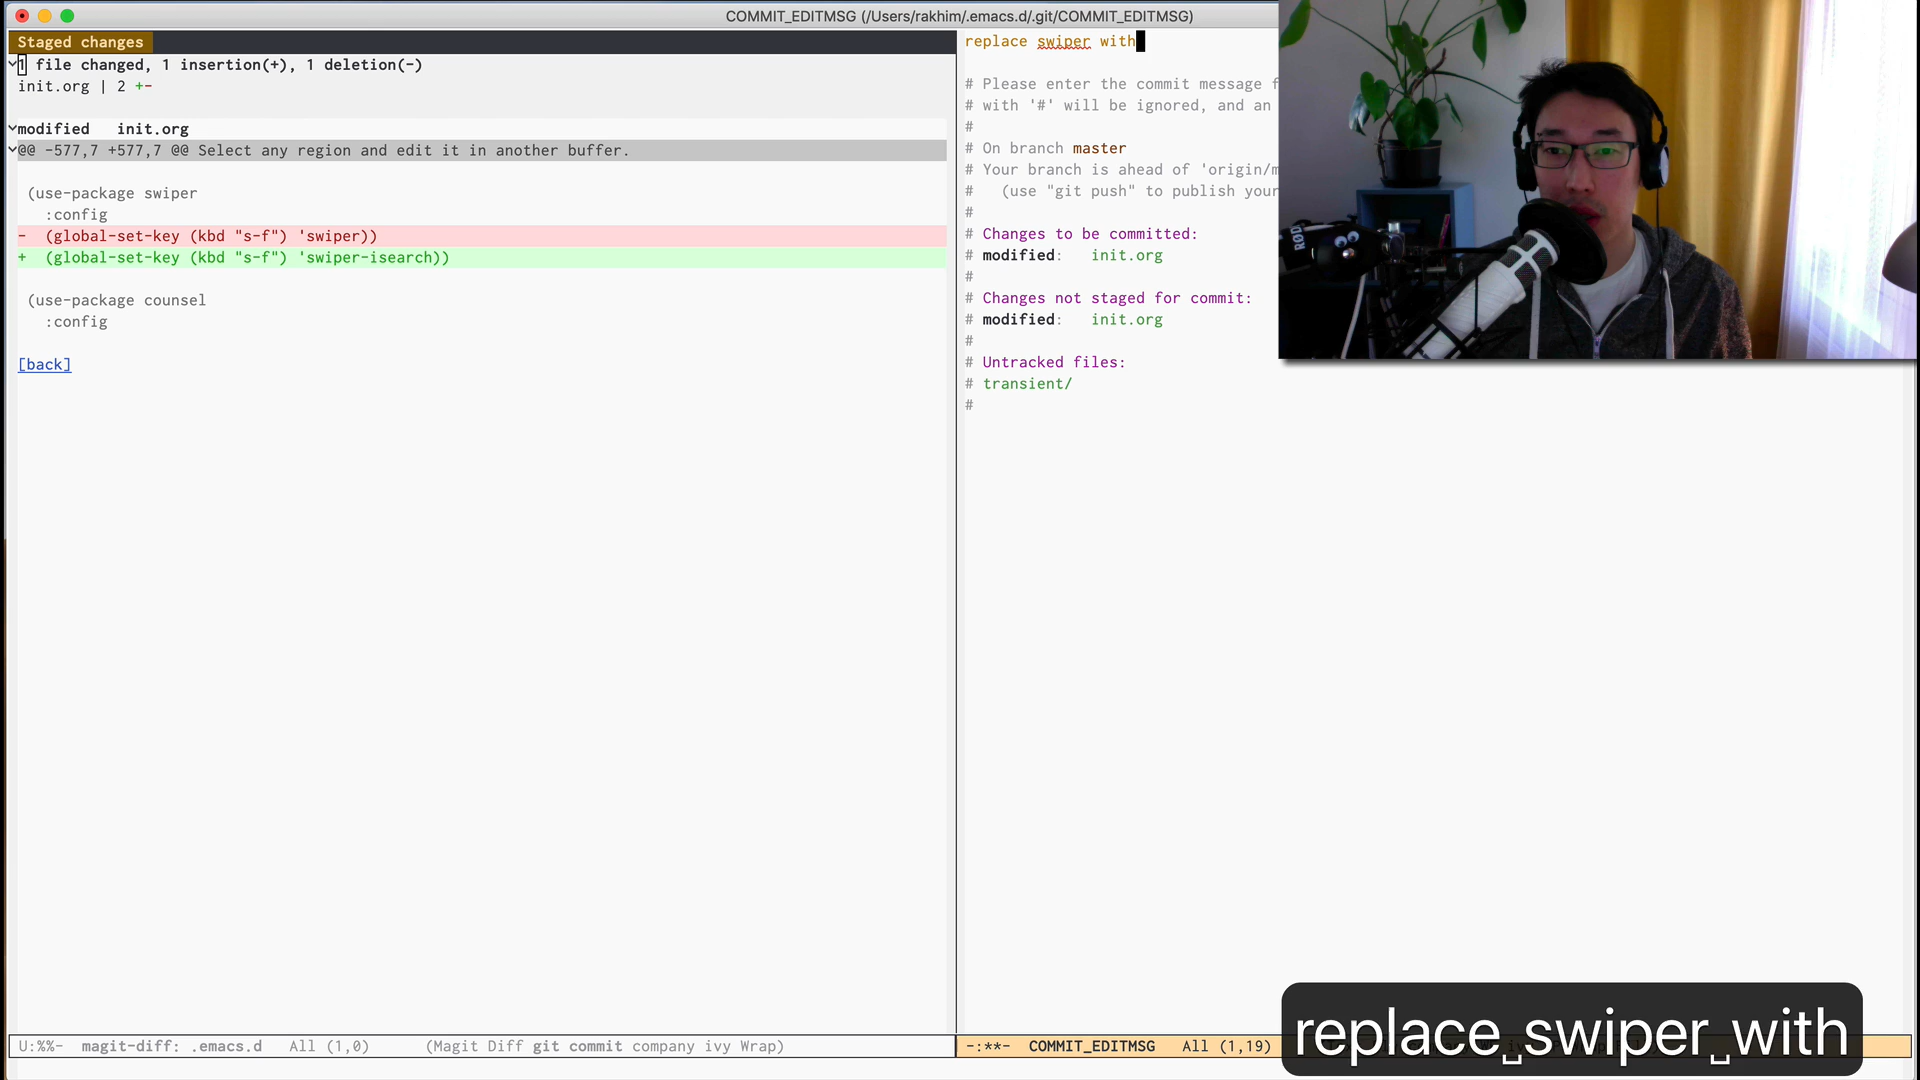 COMMIT_EDITMSG (/Users/rakhim/.emacs.d/.git/COMMIT_EDITMSG)
Staged changes
1 file changed, 1 insertion(+), 1 deletion(-)
init.org | 2 +-
modified   init.org
@@ -577,7 +577,7 @@ Select any region and edit it in another buffer.
(use-package swiper
:config
-  (global-set-key (kbd "s-f") 'swiper))
+  (global-set-key (kbd "s-f") 'swiper-isearch))
(use-package counsel
:config
[back]
U:%%-  magit-diff: .emacs.d   All (1,0)      (Magit Diff git commit company ivy Wrap)
replace swiper with
# Please enter the commit message f
# with '#' will be ignored, and an
#
# On branch master
# Your branch is ahead of 'origin/m
#   (use "git push" to publish your
#
# Changes to be committed:
# modified:   init.org
#
# Changes not staged for commit:
# modified:   init.org
#
# Untracked files:
# transient/
#
-:**-  COMMIT_EDITMSG   All (1,19)
RØD
replace␣swiper␣with